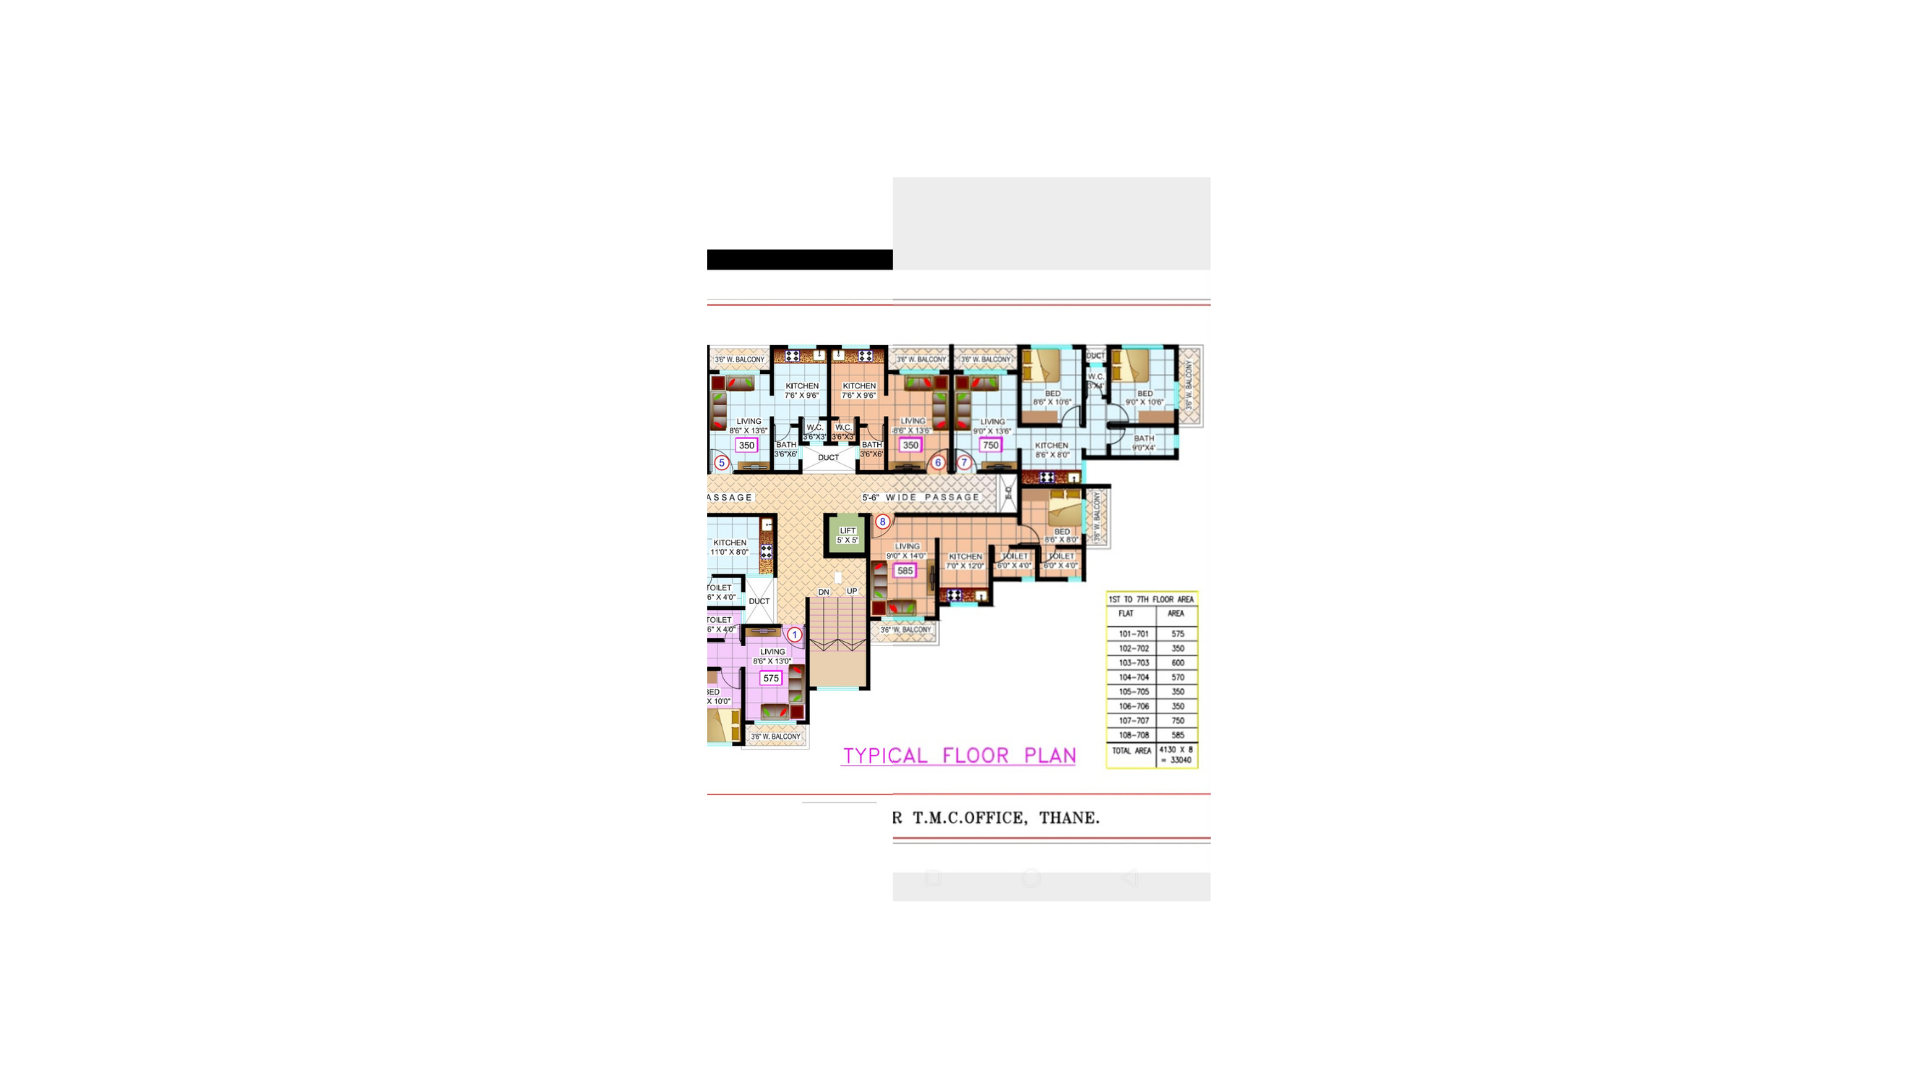 3'6" W. BALCONY
KITCHEN
7'6" X 9'6"
KITCHEN
7'6" X 9'6"
3'6" W. BALCONY
3'6" W. BALCONY
BED
8'6" X 10'6"
DUCT
W.C.
3'X4'
BED
9'0" X 10'6"
3'6" W. BALCONY
LIVING
8'6" X 13'6"
350
5
BATH
3'6"X6'
W.C.
3'6"X3'
W.C.
3'6"X3'
BATH
3'6"X6'
DUCT
LIVING
8'6" X 13'6"
350
6
7
LIVING
9'0" X 13'6"
750
KITCHEN
8'6" X 8'0"
BATH
9'0"X4'
ASSAGE
5'-6" WIDE PASSAGE
BED
8'6" X 8'0"
3'6" W. BALCONY
KITCHEN
11'0" X 8'0"
LIFT
5' X 5'
8
LIVING
9'0" X 14'0"
585
KITCHEN
7'0" X 12'0"
TOILET
6'0" X 4'0"
TOILET
6'0" X 4'0"
TOILET
6" X 4'0"
DUCT
DN
UP
TOILET
6" X 4'0"
1
3'6" W. BALCONY
LIVING
8'6" X 13'0"
575
BED
X 10'0"
3'6" W. BALCONY
1ST TO 7TH FLOOR AREA
FLAT AREA
101-701 575
102-702 350
103-703 600
104-704 570
105-705 350
106-706 350
107-707 750
108-708 585
TOTAL AREA 4130 X 8
= 33040
TYPICAL FLOOR PLAN
R T.M.C.OFFICE, THANE.